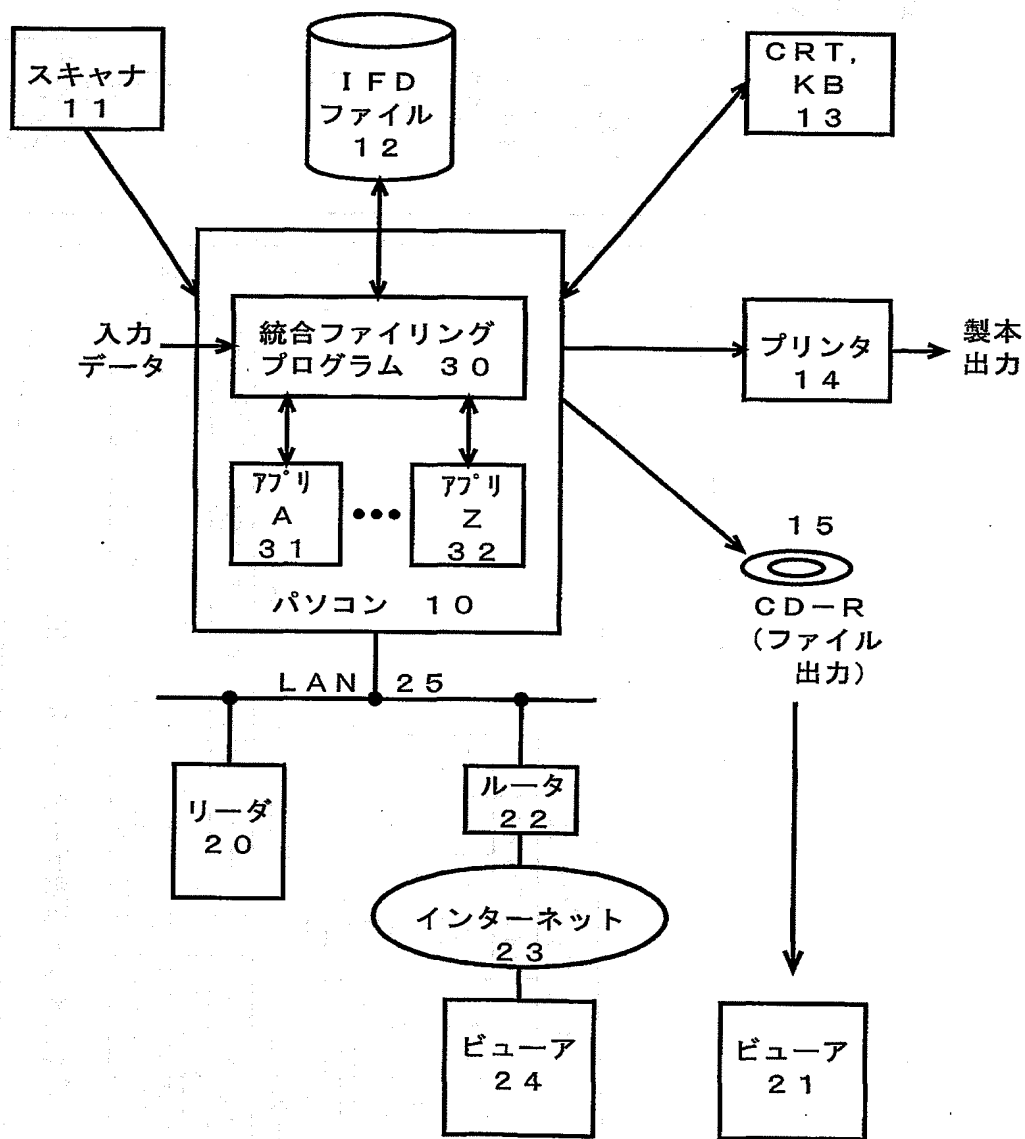 スキャナ
11
IFD
ファイル
12
CRT,
KB
13
入力
データ
統合ファイリング
プログラム 30
プリンタ
14
製本
出力
アプリ
A
31
•••
アプリ
Z
32
パソコン 10
15
CD-R
(ファイル
出力)
LAN 25
リーダ
20
ルータ
22
インターネット
23
ビューア
24
ビューア
21